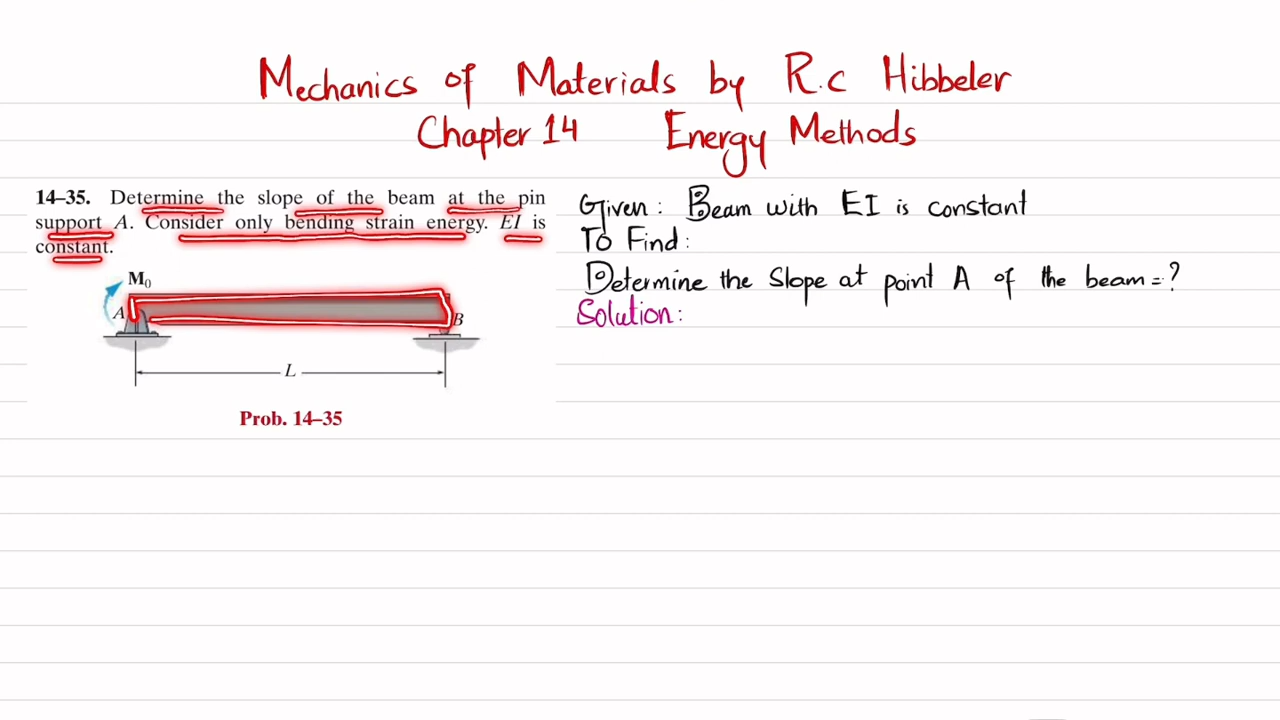 Mechanics of Materials by R.c Hibbeler
Chapter 14 Energy Methods
14–35. Determine the slope of the beam at the pin
support A. Consider only bending strain energy. EI is
constant.
M0
A
B
L
Prob. 14–35
Given: Beam with EI is constant
To Find:
Determine the Slope at point A of the beam=?
Solution: